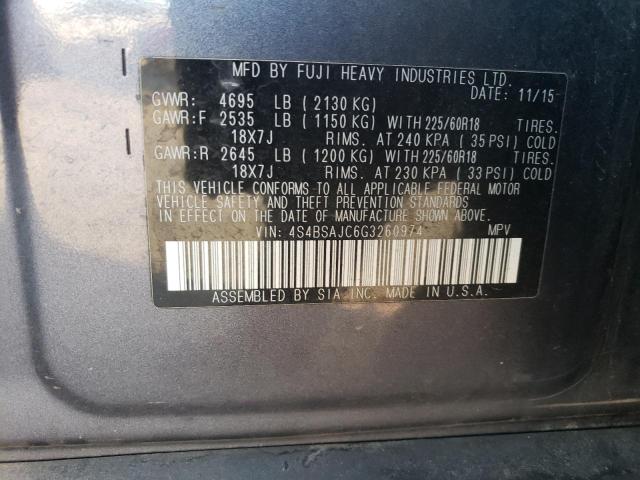 MFD BY FUJI HEAVY INDUSTRIES LTD.
DATE: 11/15
GVWR: 4695 LB ( 2130 KG)
GAWR:F 2535 LB ( 1150 KG) WITH 225/60R18 TIRES.
18X7J RIMS. AT 240 KPA ( 35 PSI) COLD
GAWR:R 2645 LB ( 1200 KG) WITH 225/60R18 TIRES.
18X7J RIMS. AT 230 KPA ( 33 PSI) COLD
THIS VEHICLE CONFORMS TO ALL APPLICABLE FEDERAL MOTOR
VEHICLE SAFETY AND THEFT PREVENTION STANDARDS
IN EFFECT ON THE DATE OF MANUFACTURE SHOWN ABOVE.
VIN: 4S4BSAJC6G3260974 MPV
ASSEMBLED BY SIA INC. MADE IN U.S.A.